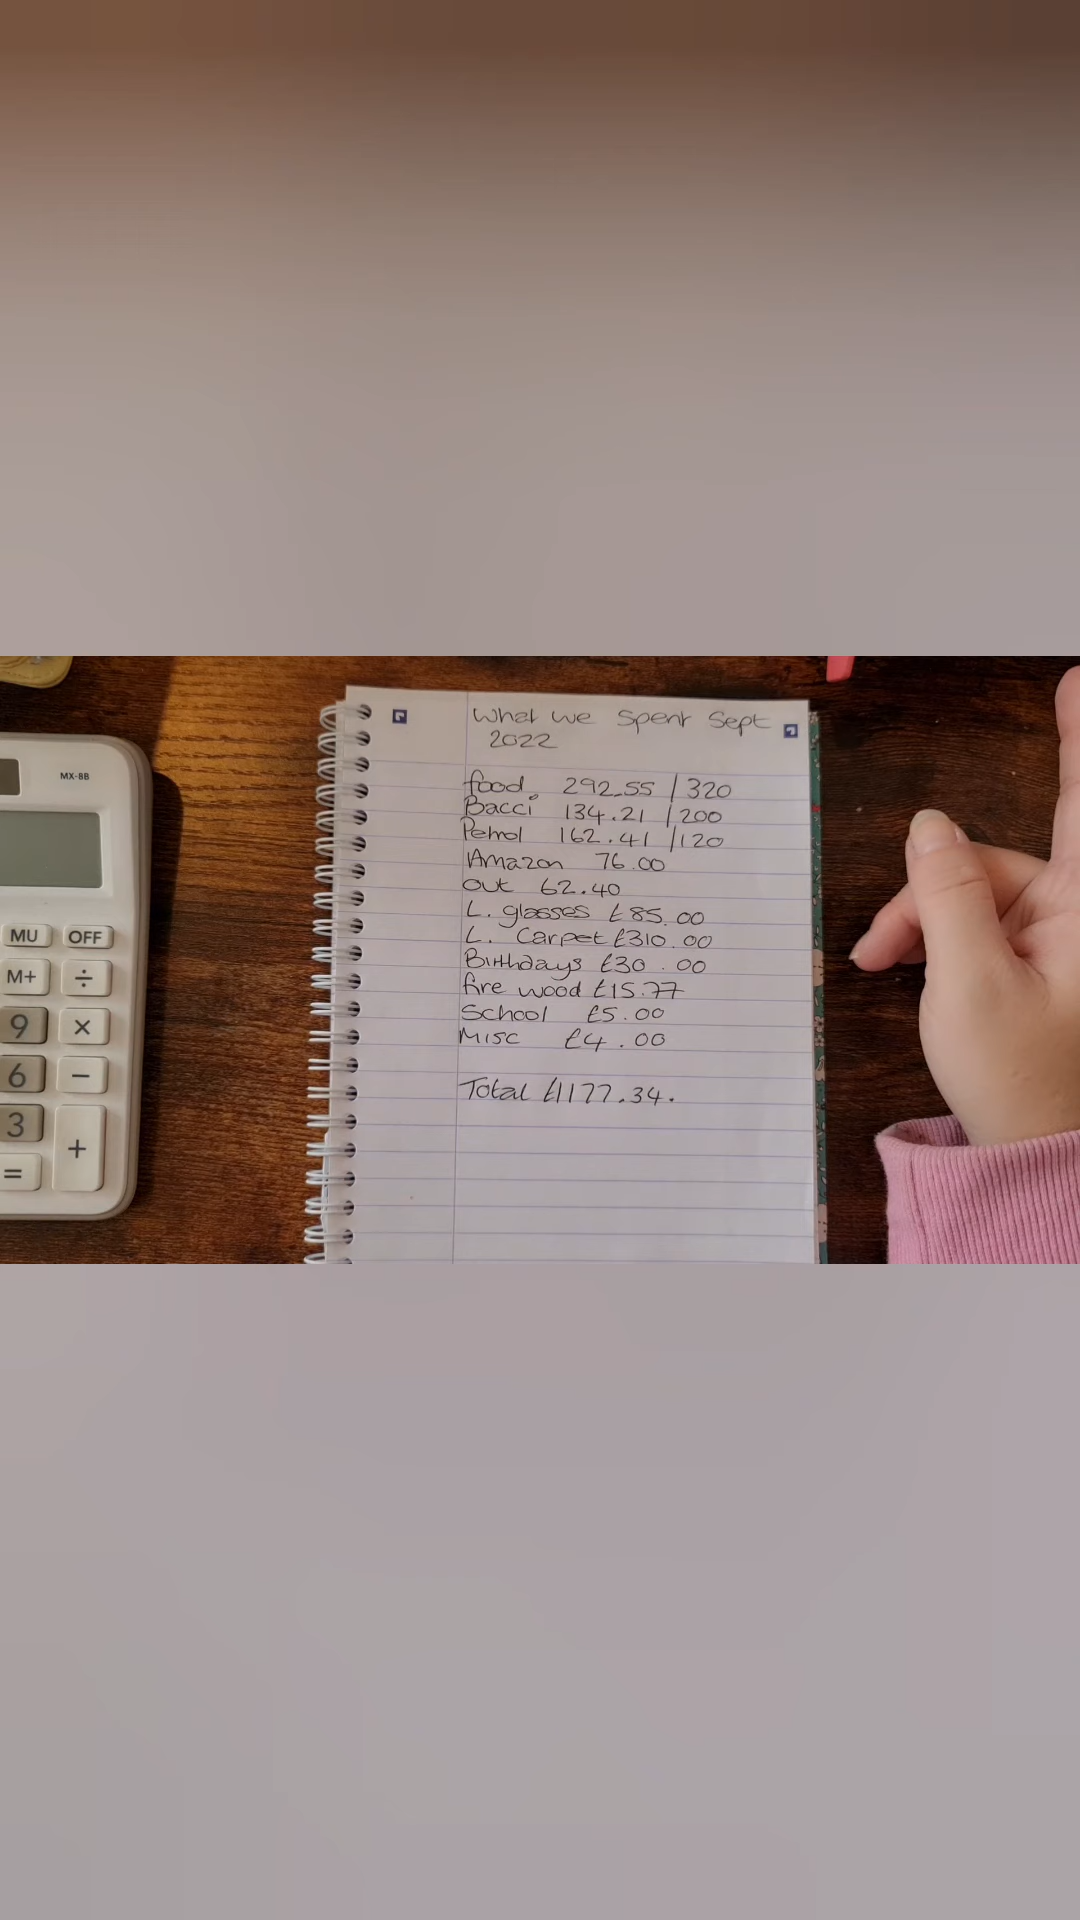 What we spent Sept
2022
food 292.55 / 320
Bacci 134.21 / 200
Petrol 162.41 / 120
Amazon 76.00
out 62.40
L. glasses £85.00
L. Carpet £310.00
Birthdays £30.00
fire wood £15.77
School £5.00
Misc £4.00
Total £1177.34.
MX-8B
MU OFF
M+ ÷
9 ×
6 −
3 +
=